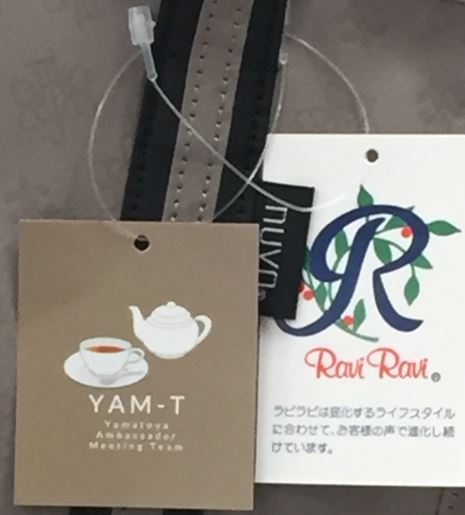 nuyn®
R
Ravi Ravi®
ラビラビは変化するライフスタイル
に合わせて、お客様の声で進化し続
けています。
YAM-T
Yamatoya
Ambassador
Meeting Team